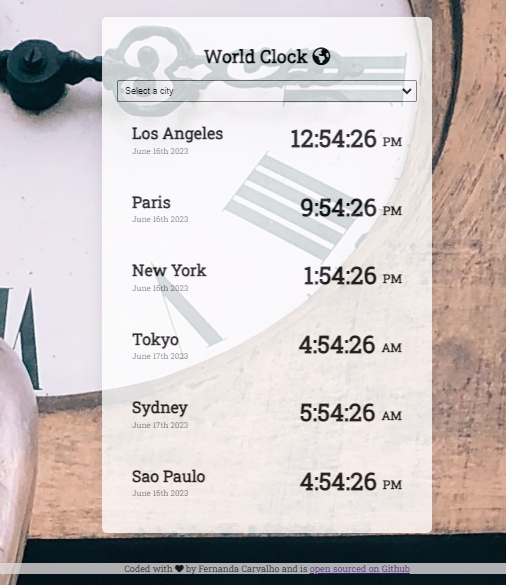 World Clock
Select a city
Los Angeles 12:54:26 PM
June 16th 2023
Paris 9:54:26 PM
June 16th 2023
New York 1:54:26 PM
June 16th 2023
Tokyo 4:54:26 AM
June 17th 2023
Sydney 5:54:26 AM
June 17th 2023
Sao Paulo 4:54:26 PM
June 16th 2023
Coded with ♥ by Fernanda Carvalho and is open sourced on Github